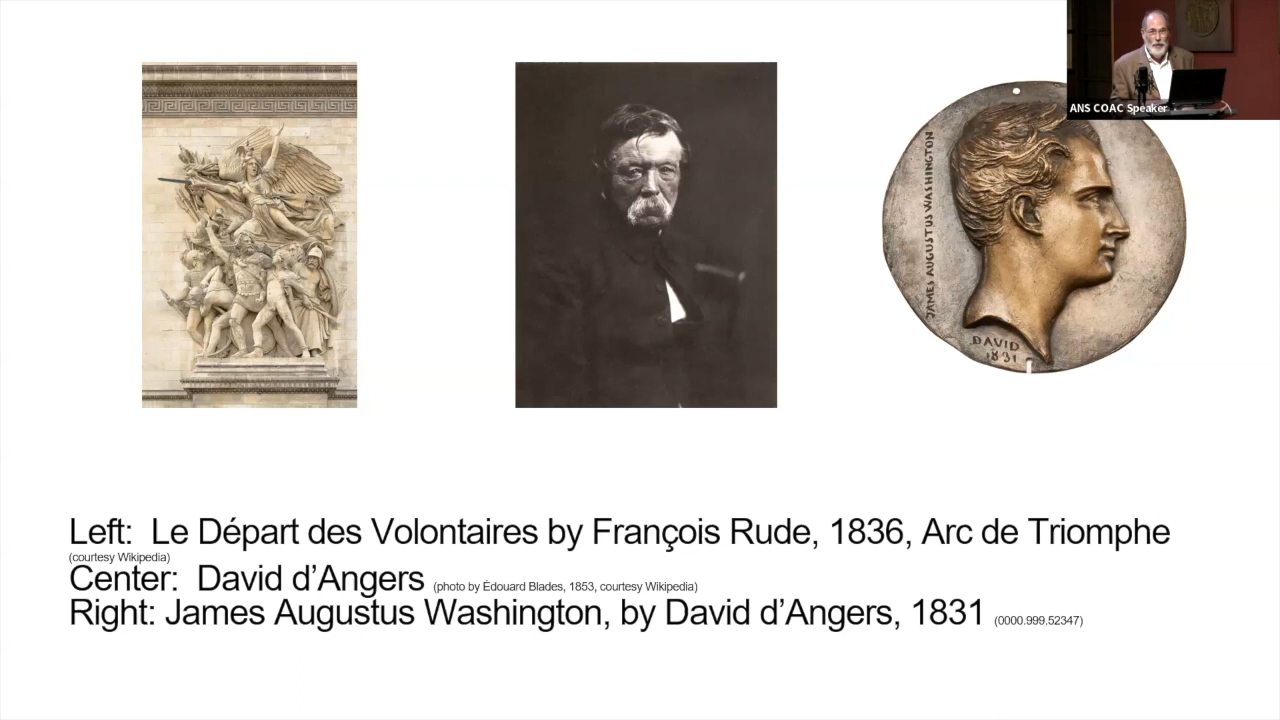 ANS COAC Speaker
JAMES AUGUSTUS WASHINGTON
DAVID
1831
Left: Le Départ des Volontaires by François Rude, 1836, Arc de Triomphe
(courtesy Wikipedia)
Center: David d’Angers (photo by Édouard Blades, 1853, courtesy Wikipedia)
Right: James Augustus Washington, by David d’Angers, 1831 (0000.999.52347)